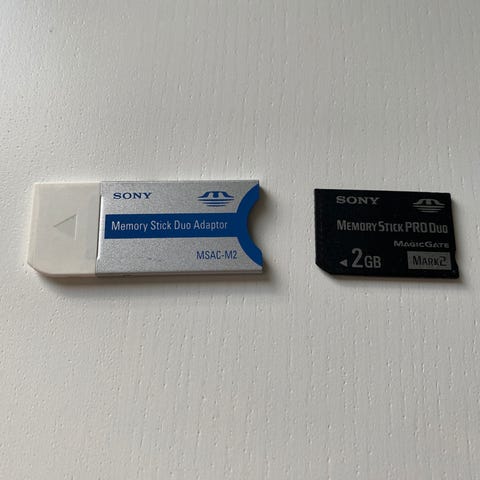 SONY
Memory Stick Duo Adaptor
MSAC-M2
SONY
MEMORY STICK PRO DUO
MAGICGATE
2GB
MARK2